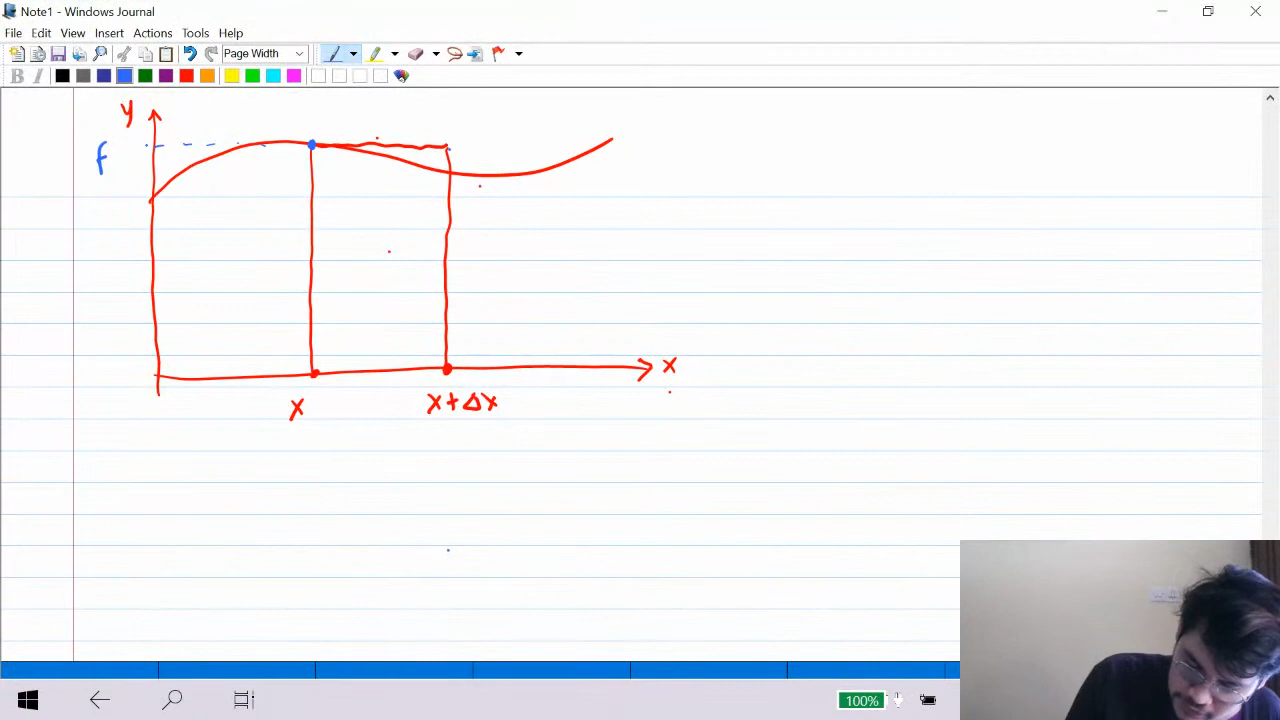 Note1 - Windows Journal
File Edit View Insert Actions Tools Help
Page Width
B I
y
f
x
x x+Δx
100%